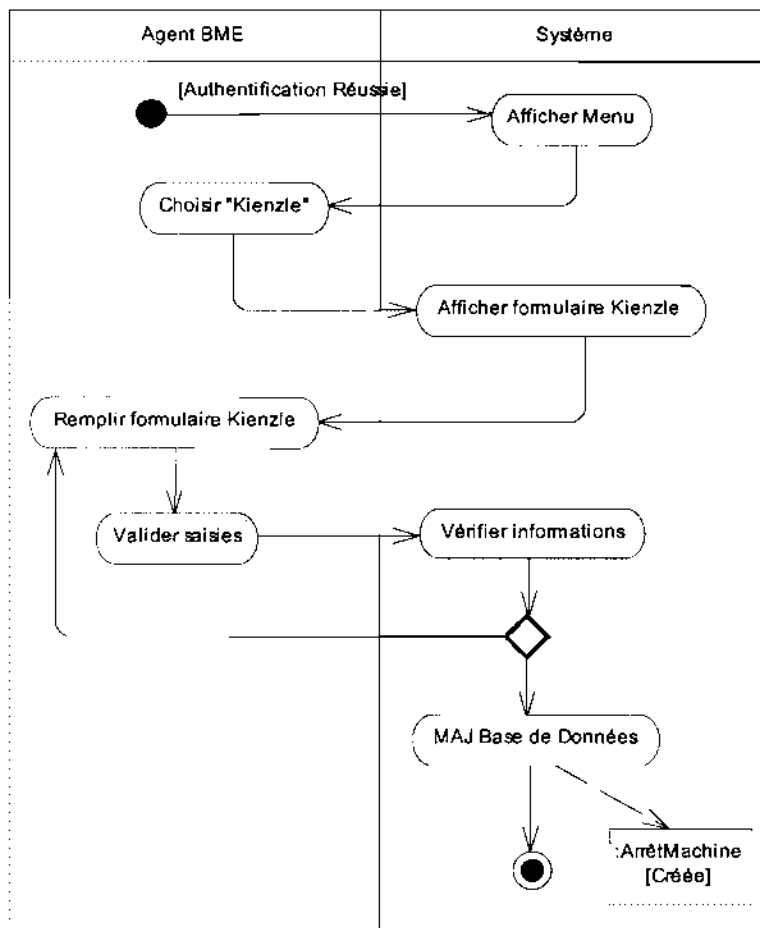 Agent BME
Système
[Authentification Réussie]
Afficher Menu
Choisir "Kienzle"
Afficher formulaire Kienzle
Remplir formulaire Kienzle
Valider saisies
Vérifier informations
MAJ Base de Données
:ArrêtMachine
[Créée]